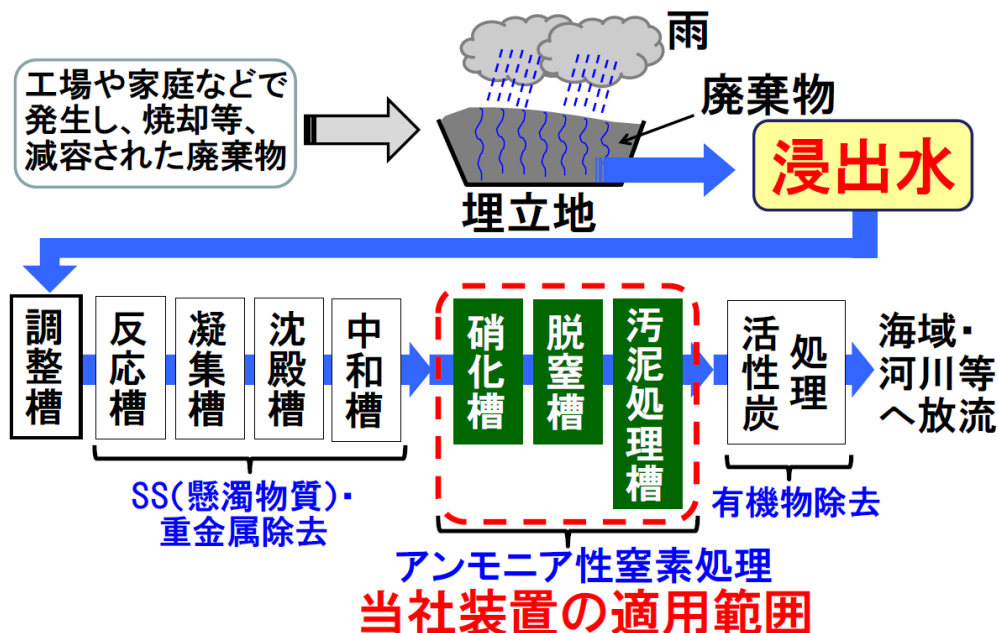 雨
工場や家庭などで
発生し、焼却等、
減容された廃棄物
廃棄物
浸出水
埋立地
調整槽
反応槽
凝集槽
沈殿槽
中和槽
硝化槽
脱窒槽
汚泥処理槽
活性炭
処理
海域・
河川等
へ放流
SS(懸濁物質)・
重金属除去
アンモニア性窒素処理
有機物除去
当社装置の適用範囲